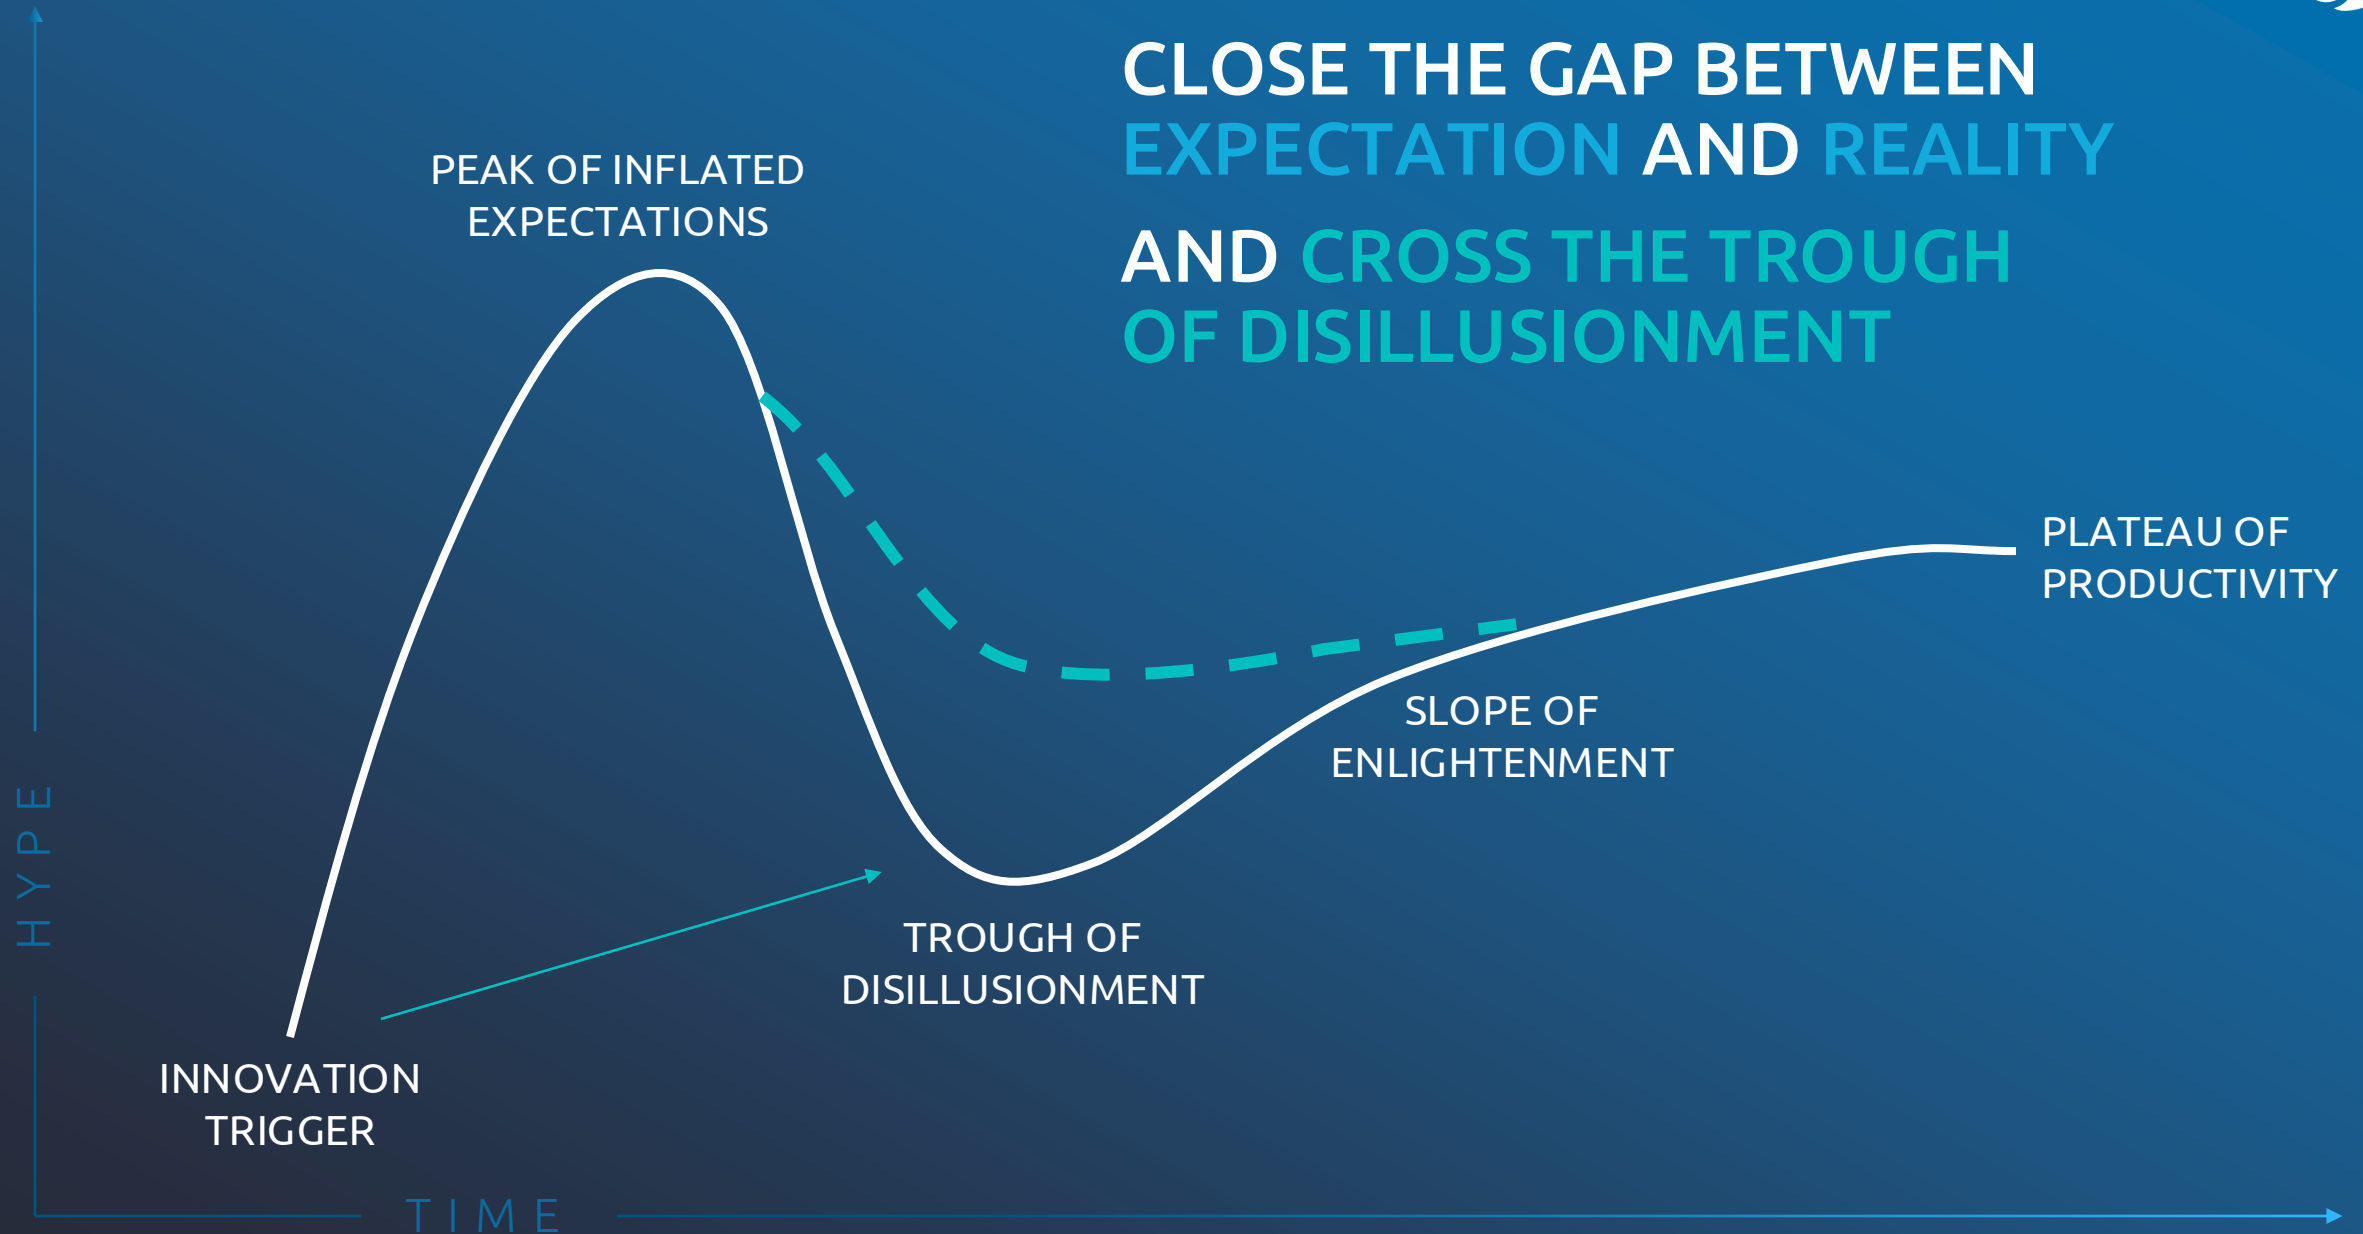 CLOSE THE GAP BETWEEN
EXPECTATION AND REALITY
AND CROSS THE TROUGH
OF DISILLUSIONMENT
PEAK OF INFLATED
EXPECTATIONS
PLATEAU OF
PRODUCTIVITY
SLOPE OF
ENLIGHTENMENT
TROUGH OF
DISILLUSIONMENT
INNOVATION
TRIGGER
HYPE
TIME